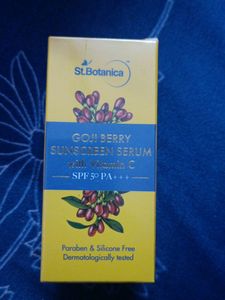 St.Botanica
GOJI BERRY
SUNSCREEN SERUM
with Vitamin C
SPF 50 PA+++
Paraben & Silicone Free
Dermatologically tested